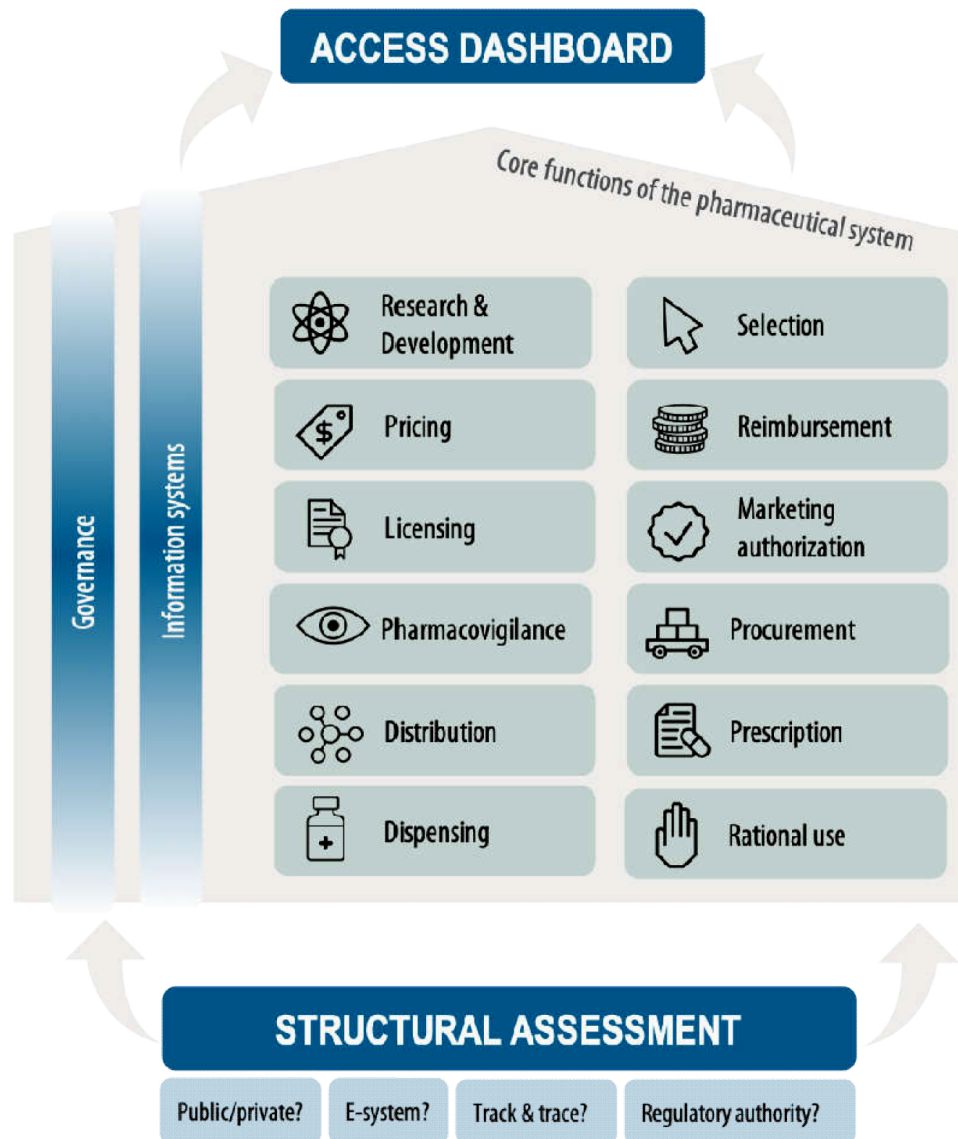 ACCESS DASHBOARD
Core functions of the pharmaceutical system
Governance
Information systems
Research &
Development
Selection
$
Pricing
Reimbursement
Licensing
Marketing
authorization
Pharmacovigilance
Procurement
Distribution
Prescription
Dispensing
Rational use
STRUCTURAL ASSESSMENT
Public/private?
E-system?
Track & trace?
Regulatory authority?